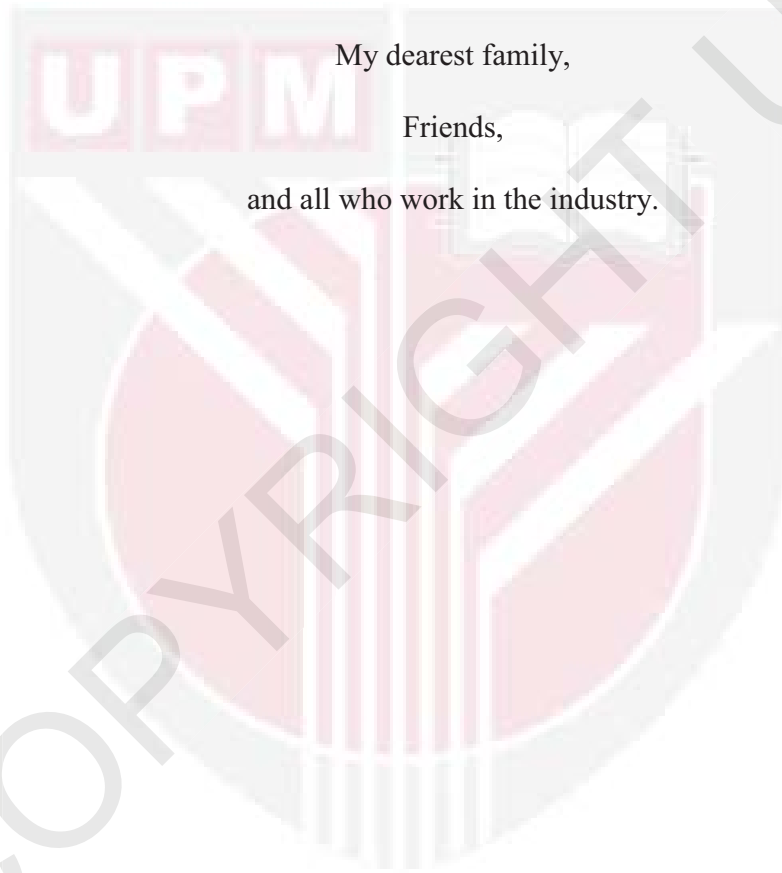 UPM
My dearest family,
Friends,
and all who work in the industry.
COPYRIGHT U